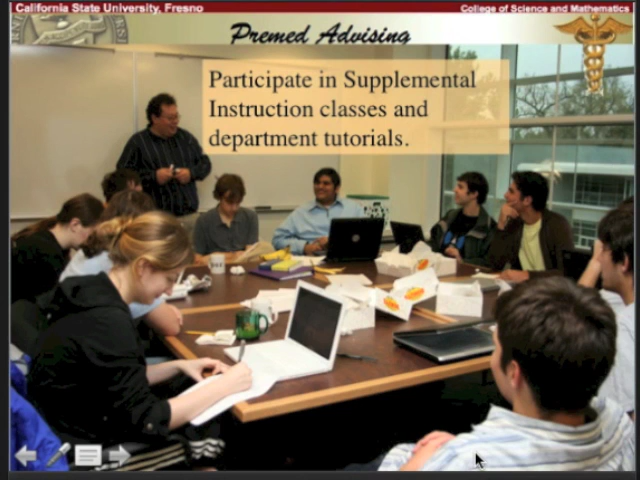 California State University, Fresno
College of Science and Mathematics
Premed Advising
Participate in Supplemental
Instruction classes and
department tutorials.